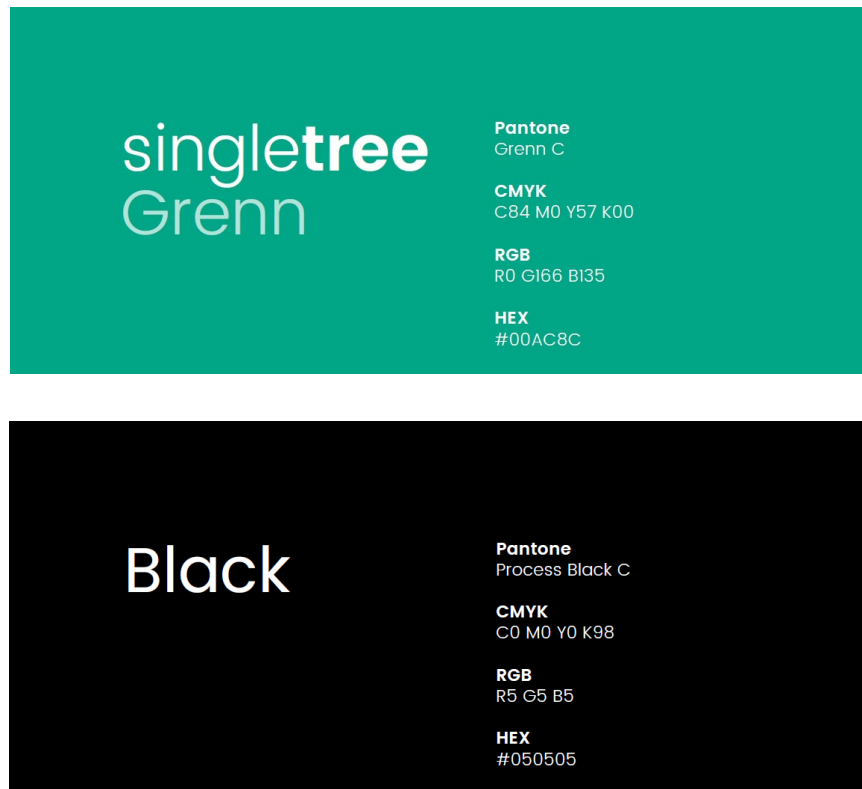 singletree
Grenn
Pantone
Grenn C
CMYK
C84 M0 Y57 K00
RGB
R0 G166 B135
HEX
#00AC8C
Black
Pantone
Process Black C
CMYK
C0 M0 Y0 K98
RGB
R5 G5 B5
HEX
#050505